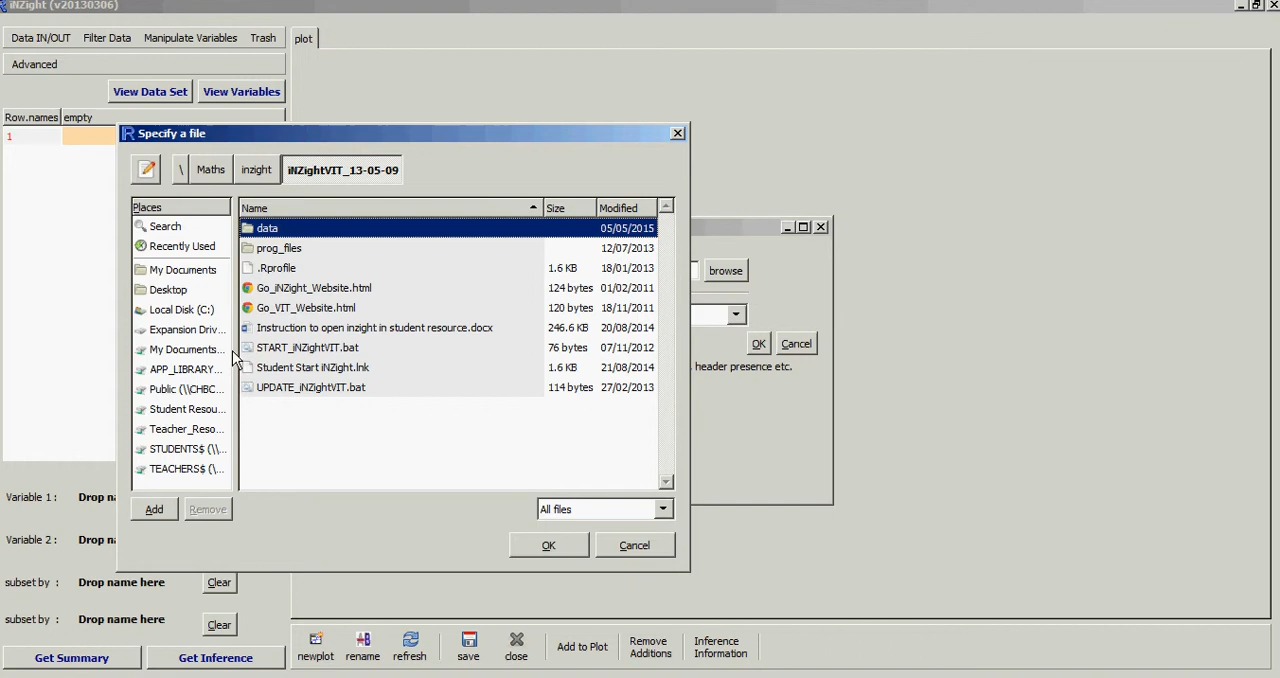 iNZight (v20130306)
Data IN/OUT Filter Data Manipulate Variables Trash
plot
Advanced
View Data Set View Variables
Row.names empty
1
Specify a file
\ Maths inzight iNZightVIT_13-05-09
Places
Search
Recently Used
My Documents
Desktop
Local Disk (C:)
Expansion Driv...
My Documents...
APP_LIBRARY...
Public (\\CHBC...
Student Resou...
Teacher_Reso...
STUDENTS$ (\\...
TEACHERS$ (\...
Name Size Modified
data 05/05/2015
prog_files 12/07/2013
.Rprofile 1.6 KB 18/01/2013
Go_iNZight_Website.html 124 bytes 01/02/2011
Go_VIT_Website.html 120 bytes 18/11/2011
Instruction to open inzight in student resource.docx 246.6 KB 20/08/2014
START_iNZightVIT.bat 76 bytes 07/11/2012
Student Start iNZight.lnk 1.6 KB 21/08/2014
UPDATE_iNZightVIT.bat 114 bytes 27/02/2013
Add Remove
All files
OK Cancel
browse
OK Cancel
, header presence etc.
Variable 1 : Drop na
Variable 2 : Drop na
subset by : Drop name here Clear
subset by : Drop name here Clear
Get Summary Get Inference
newplot rename refresh save close
Add to Plot
Remove
Additions
Inference
Information